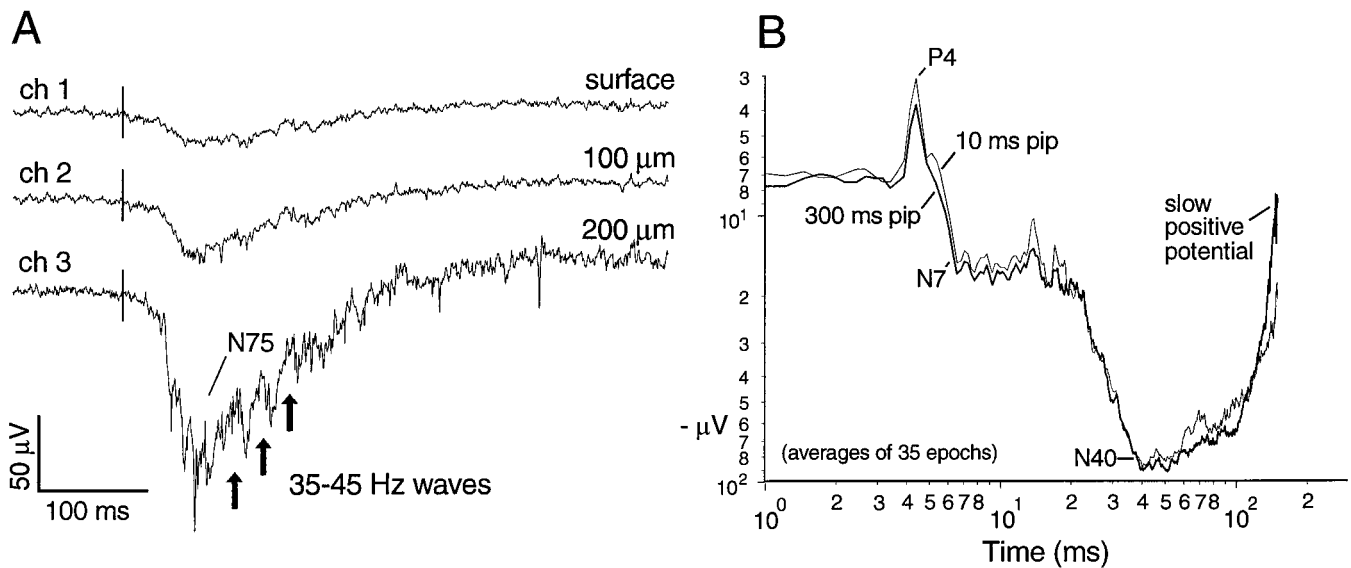 A
ch 1
surface
ch 2
100 μm
ch 3
200 μm
N75
50 μV
100 ms
35-45 Hz waves
B
P4
3
4
5
6
7
8
10¹
2
3
4
5
6
7
8
10²
- μV
10 ms pip
300 ms pip
N7
slow
positive
potential
N40
(averages of 35 epochs)
10⁰ 2 3 4 5 6 7 8 10¹ 2 3 4 5 6 7 8 10² 2
Time (ms)